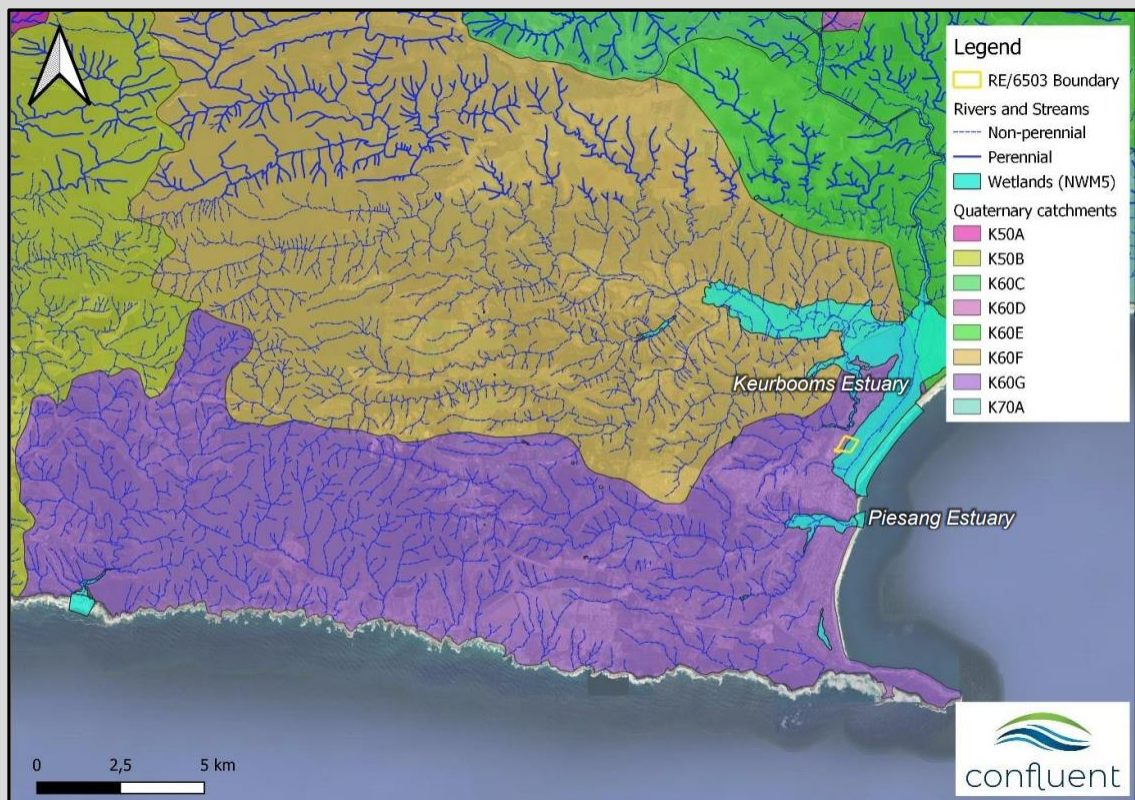 Legend
RE/6503 Boundary
Rivers and Streams
Non-perennial
Perennial
Wetlands (NWM5)
Quaternary catchments
K50A
K50B
K60C
K60D
K60E
K60F
K60G
K70A
Keurbooms Estuary
Piesang Estuary
0 2,5 5 km
confluent